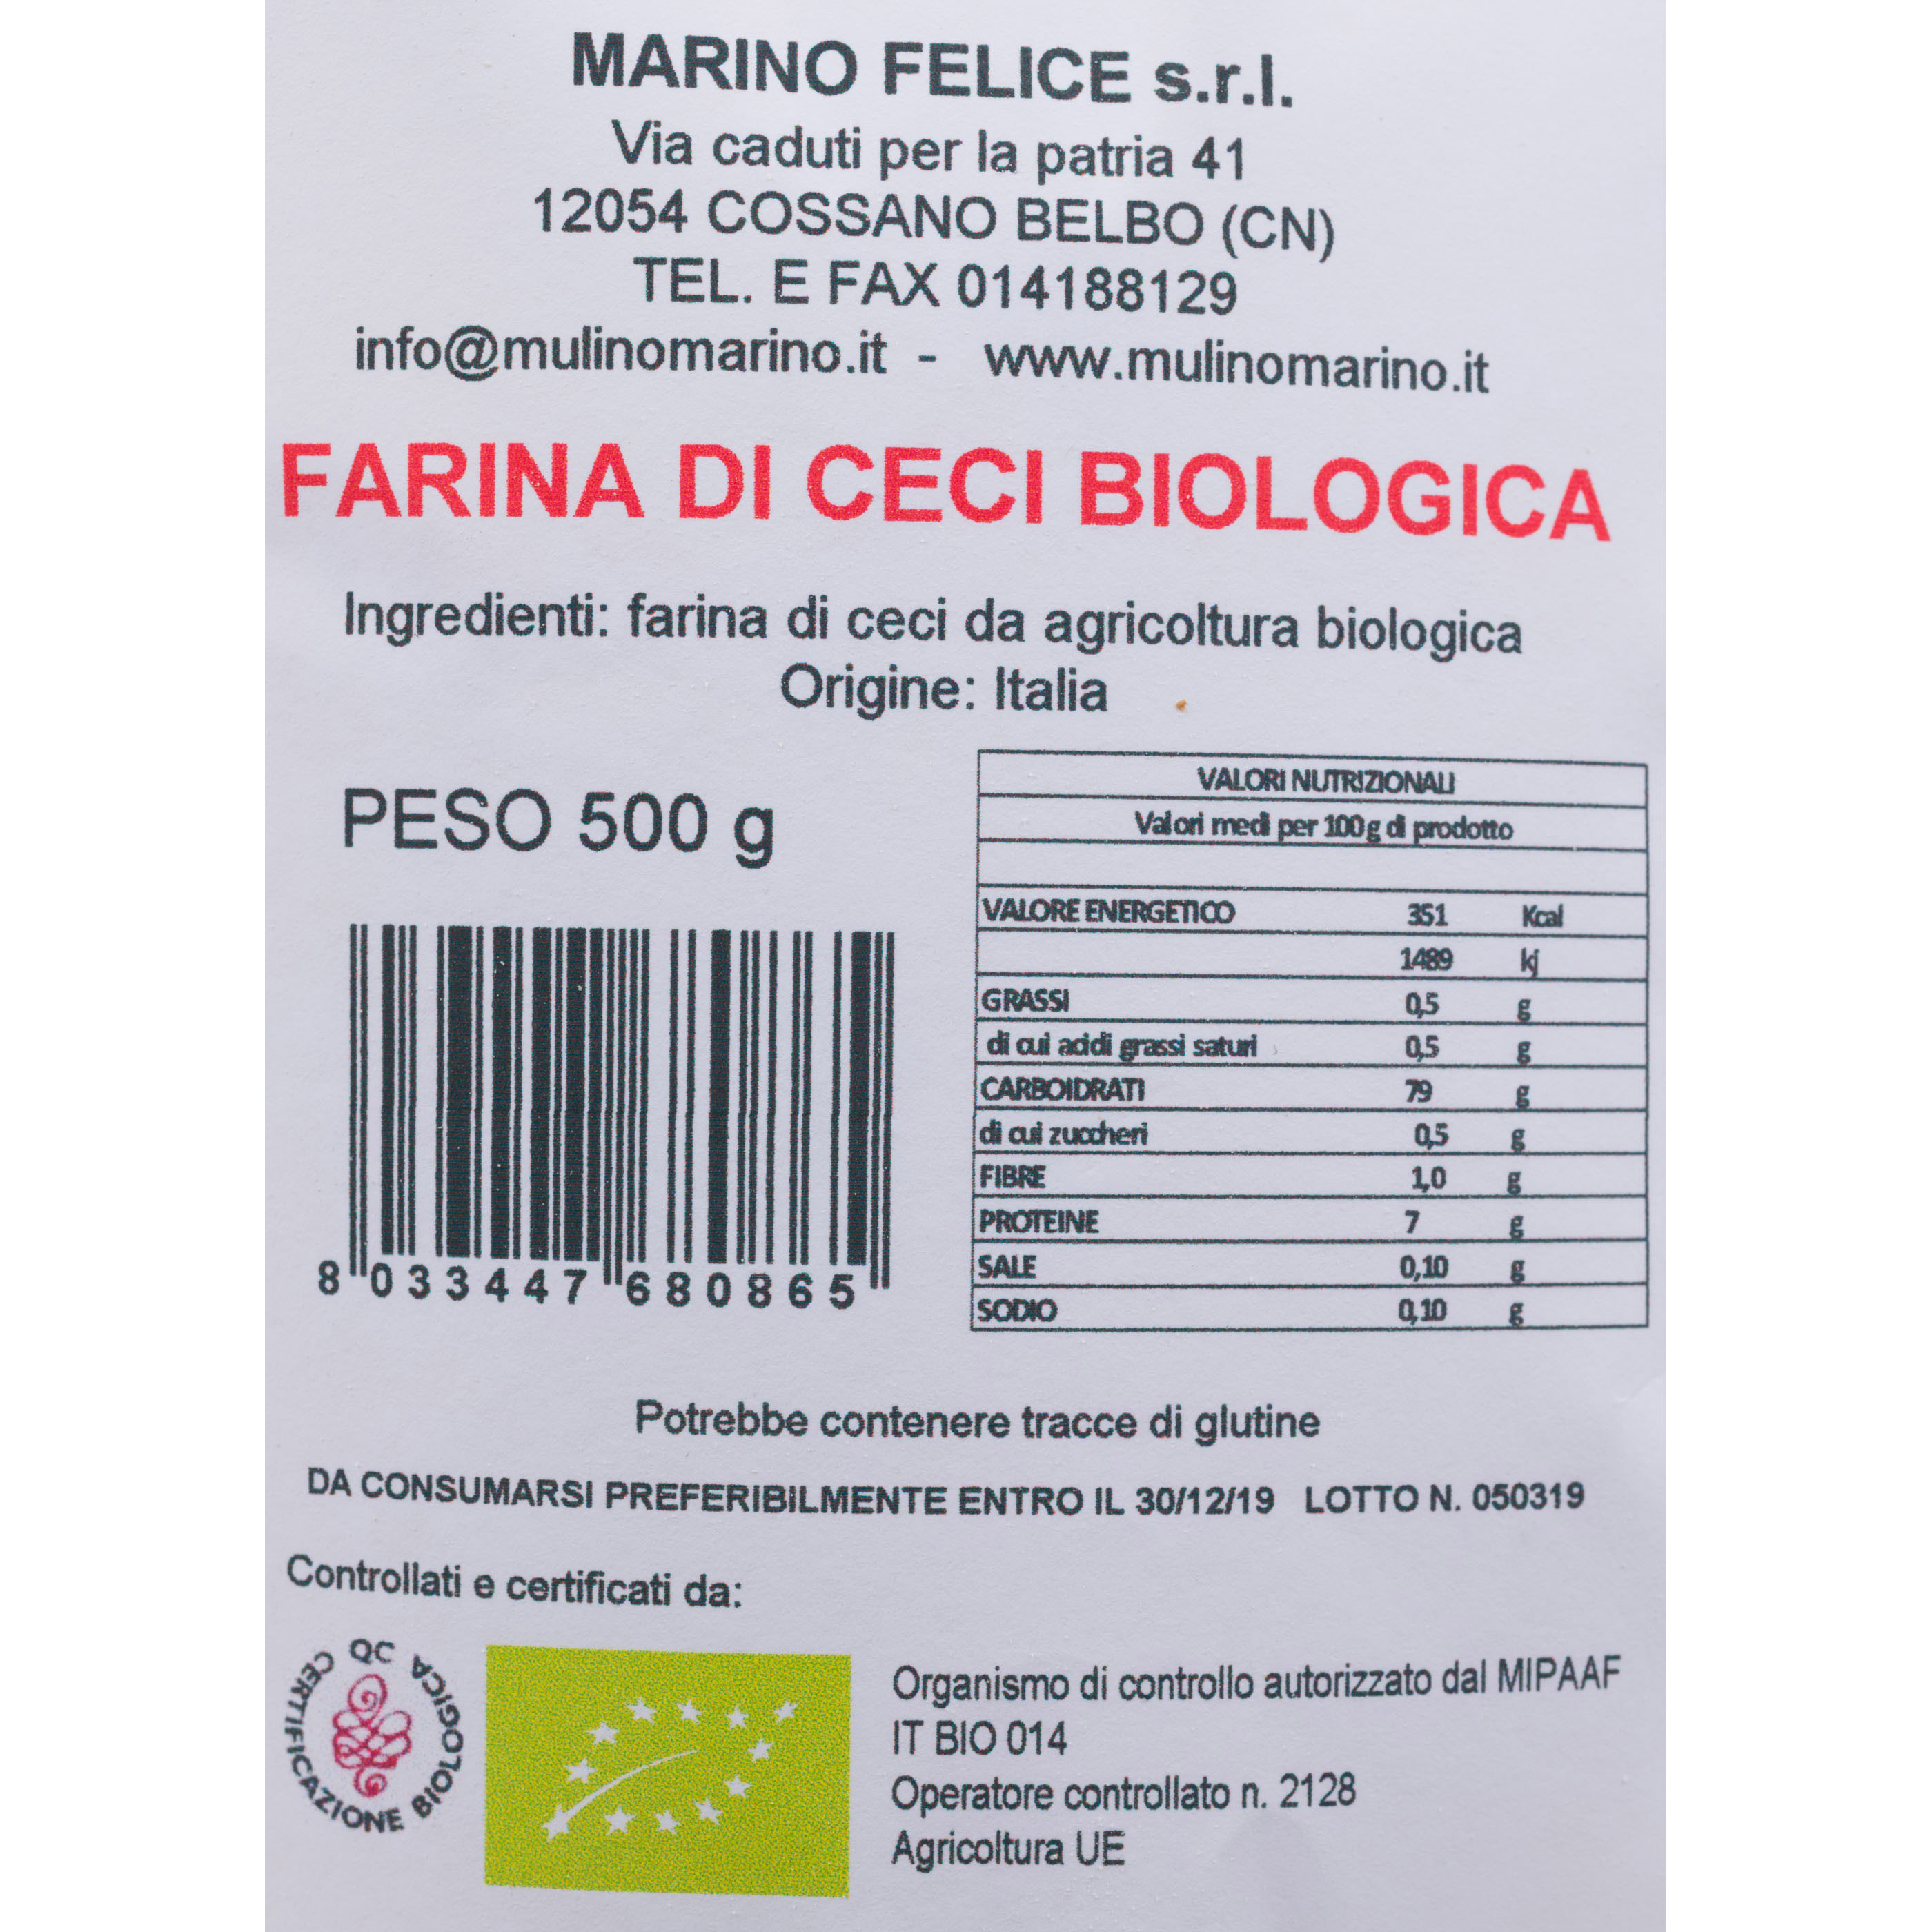 MARINO FELICE s.r.l.
Via caduti per la patria 41
12054 COSSANO BELBO (CN)
TEL. E FAX 014188129
info@mulinomarino.it - www.mulinomarino.it
FARINA DI CECI BIOLOGICA
Ingredienti: farina di ceci da agricoltura biologica
Origine: Italia
PESO 500 g
8 033447 680865
VALORI NUTRIZIONALI
Valori medi per 100g di prodotto
VALORE ENERGETICO 351 Kcal
1489 kj
GRASSI 0,5 g
di cui acidi grassi saturi 0,5 g
CARBOIDRATI 79 g
di cui zuccheri 0,5 g
FIBRE 1,0 g
PROTEINE 7 g
SALE 0,10 g
SODIO 0,10 g
Potrebbe contenere tracce di glutine
DA CONSUMARSI PREFERIBILMENTE ENTRO IL 30/12/19 LOTTO N. 050319
Controllati e certificati da:
QC CERTIFICAZIONE BIOLOGICA
Organismo di controllo autorizzato dal MIPAAF
IT BIO 014
Operatore controllato n. 2128
Agricoltura UE